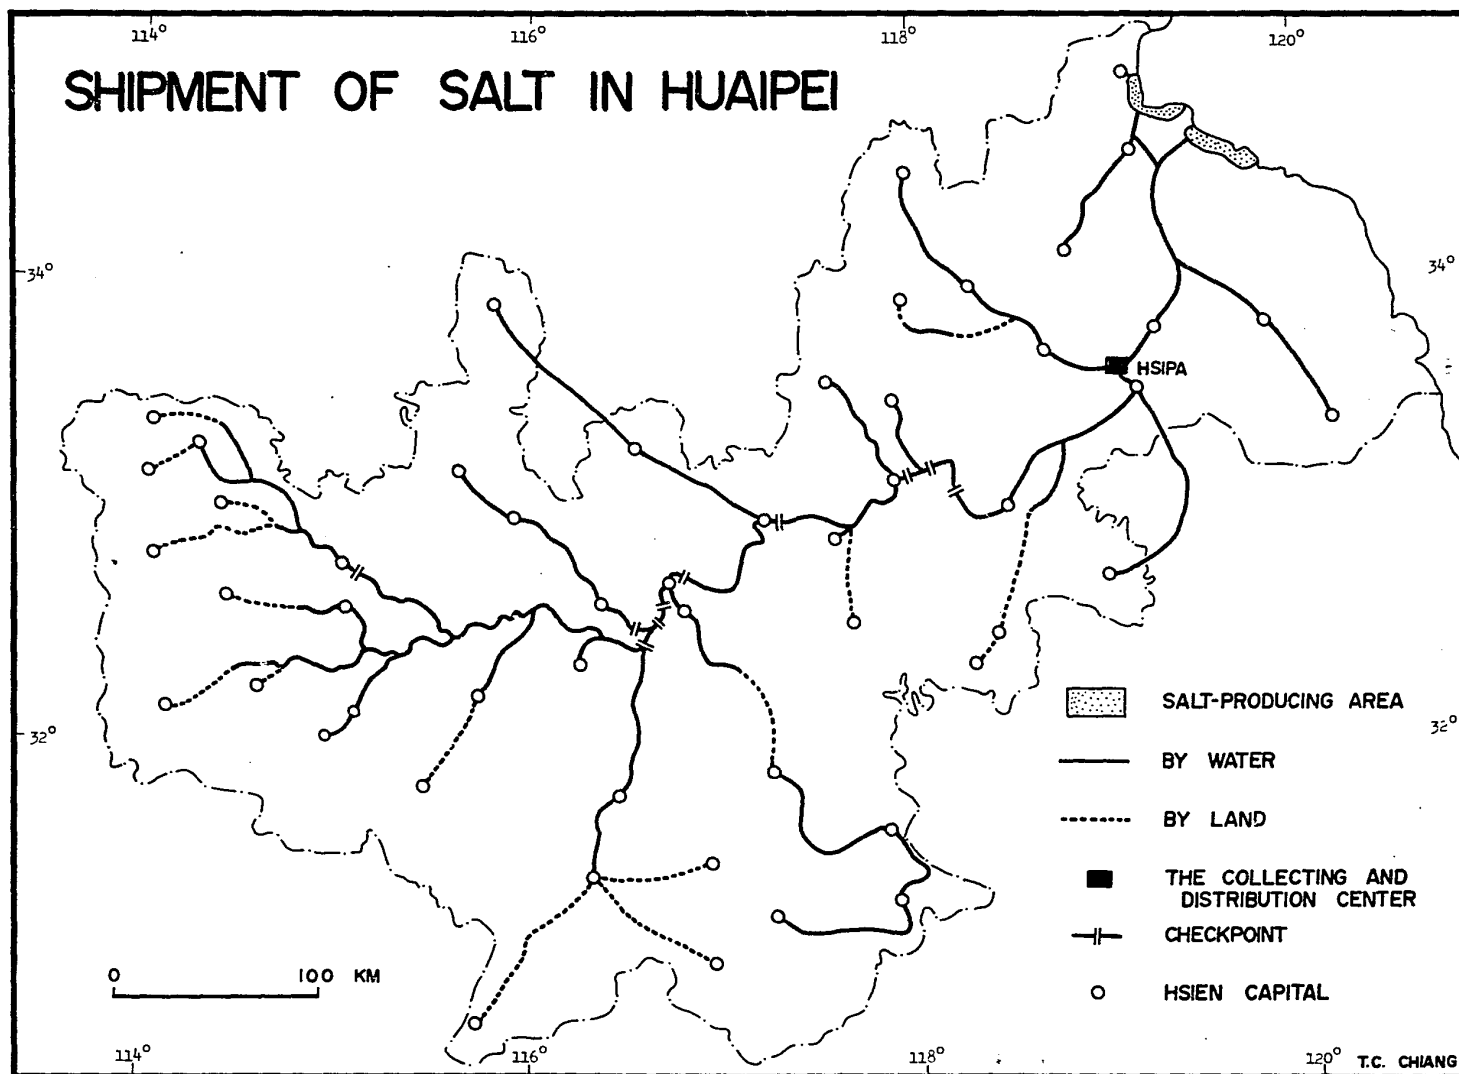 114° 116° 118° 120°
SHIPMENT OF SALT IN HUAIPEI
34° 34°
HSIPA
SALT-PRODUCING AREA
32° 32°
BY WATER
BY LAND
THE COLLECTING AND
DISTRIBUTION CENTER
CHECKPOINT
0 100 KM
HSIEN CAPITAL
114° 116° 118° 120°
T.C. CHIANG